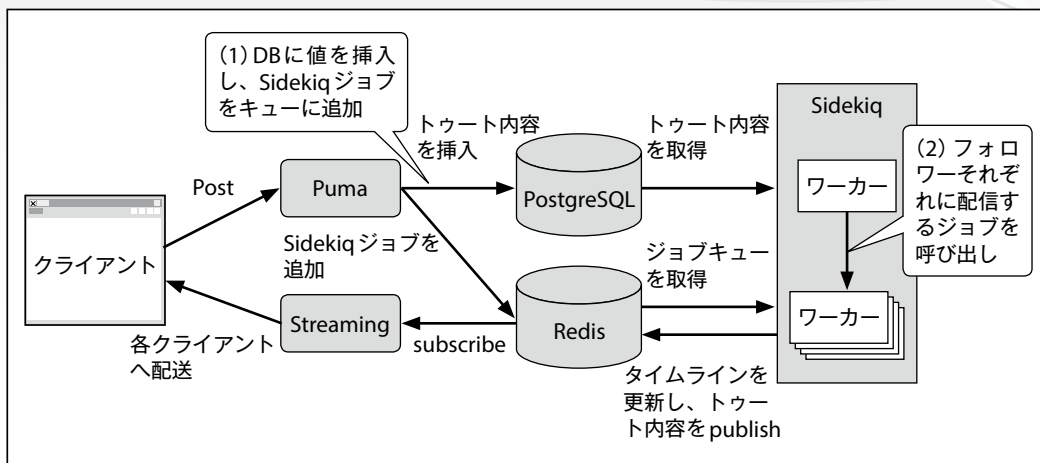 (1) DBに値を挿入
し、Sidekiqジョブ
をキューに追加
トゥート内容
を挿入
トゥート内容
を取得
Sidekiq
(2) フォロ
ワーそれぞ
れに配信す
るジョブを
呼び出し
ワーカー
Post
Puma
PostgreSQL
クライアント
Sidekiqジョブを
追加
ジョブキュー
を取得
Streaming
subscribe
Redis
ワーカー
各クライアント
へ配送
タイムラインを
更新し、トゥー
ト内容をpublish